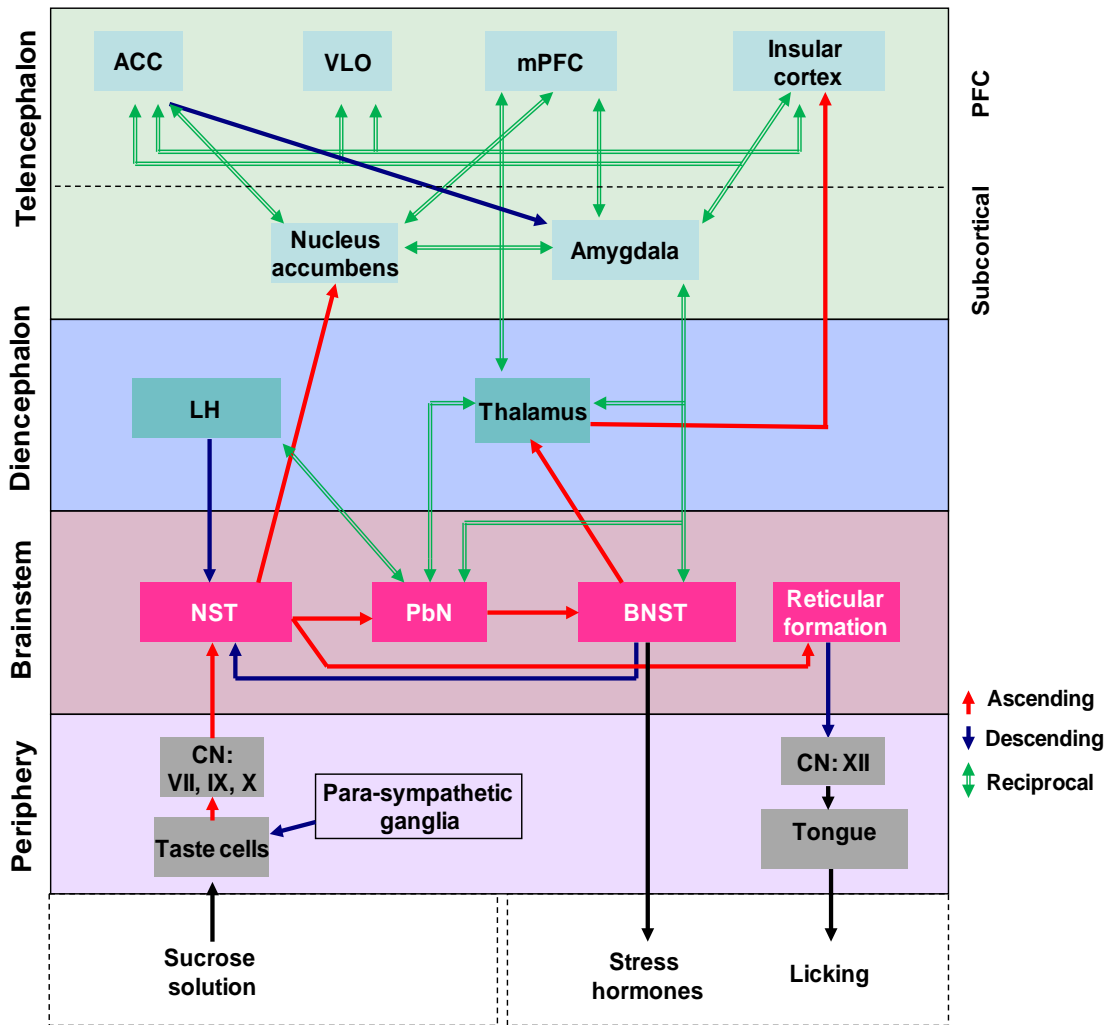 Telencephalon
ACC
VLO
mPFC
Insular
cortex
PFC
Nucleus
accumbens
Amygdala
Subcortical
Diencephalon
LH
Thalamus
Brainstem
NST
PbN
BNST
Reticular
formation
Ascending
Descending
Reciprocal
Periphery
CN:
VII, IX, X
Para-sympathetic
ganglia
Taste cells
CN: XII
Tongue
Sucrose
solution
Stress
hormones
Licking